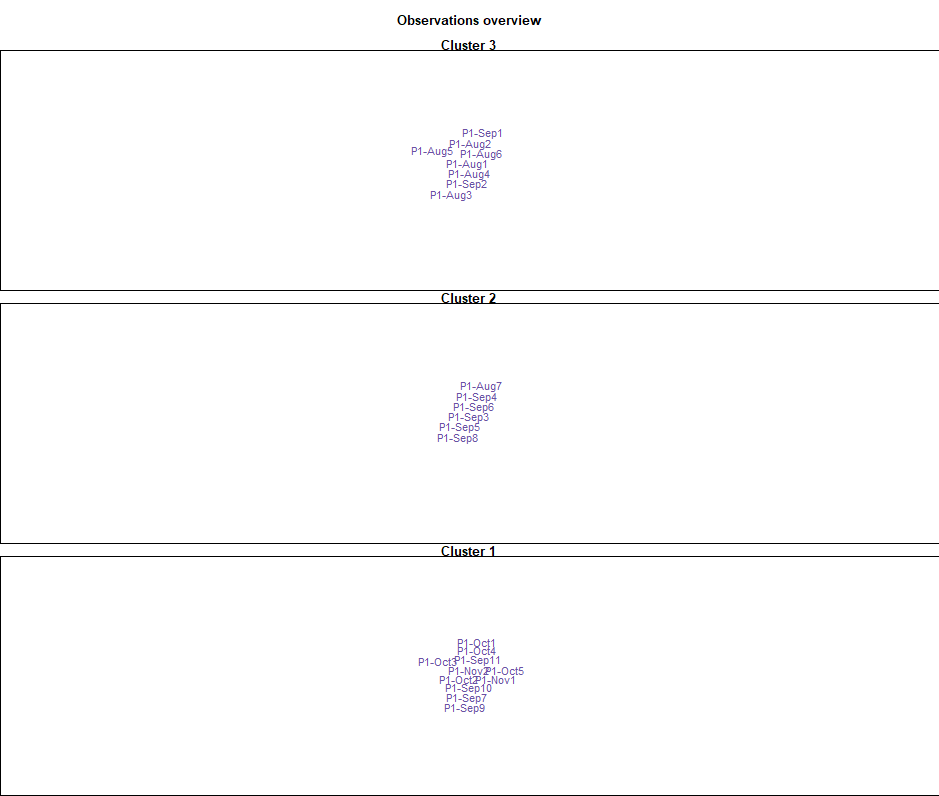 Observations overview
Cluster 3
P1-Sep1
P1-Aug2
P1-Aug5
P1-Aug6
P1-Aug1
P1-Aug4
P1-Sep2
P1-Aug3
Cluster 2
P1-Aug7
P1-Sep4
P1-Sep6
P1-Sep3
P1-Sep5
P1-Sep8
Cluster 1
P1-Oct1
P1-Oct4
P1-Oct3 P1-Sep11
P1-Nov2 P1-Oct5
P1-Oct2 P1-Nov1
P1-Sep10
P1-Sep7
P1-Sep9